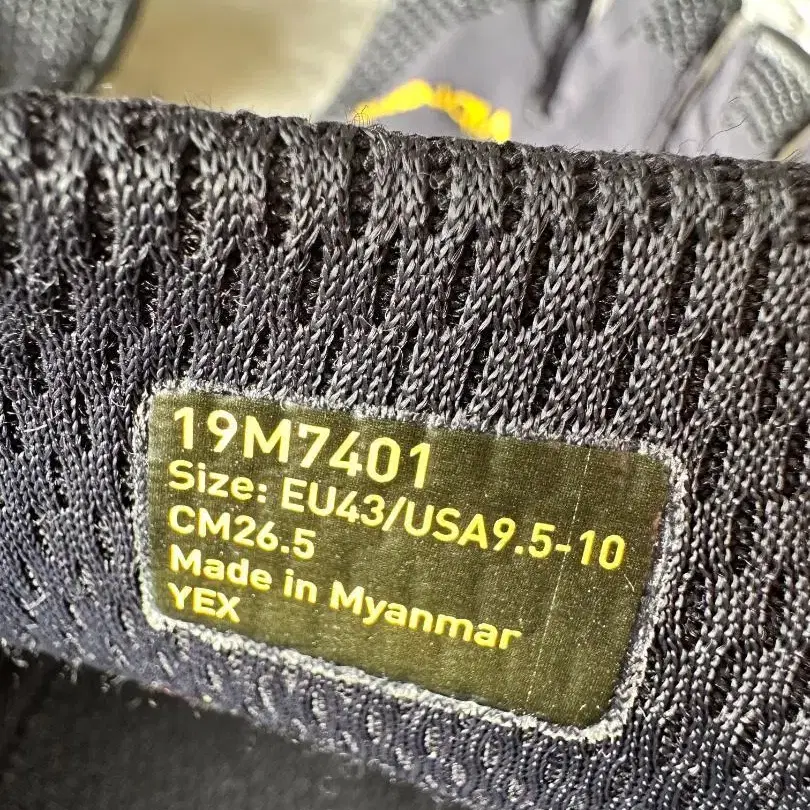 19M7401
Size: EU43/USA9.5-10
CM26.5
Made in Myanmar
YEX